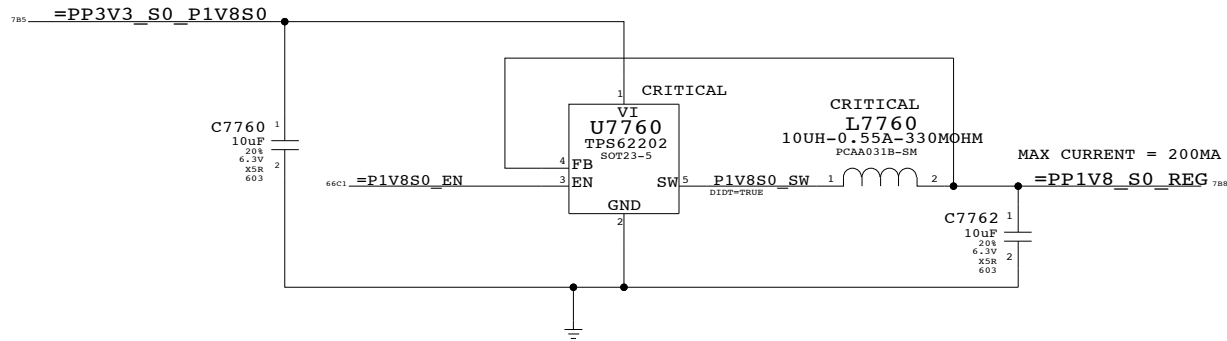 7B5 =PP3V3_S0_P1V8S0
1
CRITICAL
VI
U7760
TPS62202
SOT23-5
4 FB
66C1 =P1V8S0_EN 3 EN
SW 5 P1V8S0_SW
DIDT=TRUE
GND
2
C7760 1
10uF
20%
6.3V
X5R 2
603
CRITICAL
L7760
10UH-0.55A-330MOHM
PCAA031B-SM
1 2
MAX CURRENT = 200MA
=PP1V8_S0_REG 7B8
C7762 1
10uF
20%
6.3V
X5R 2
603